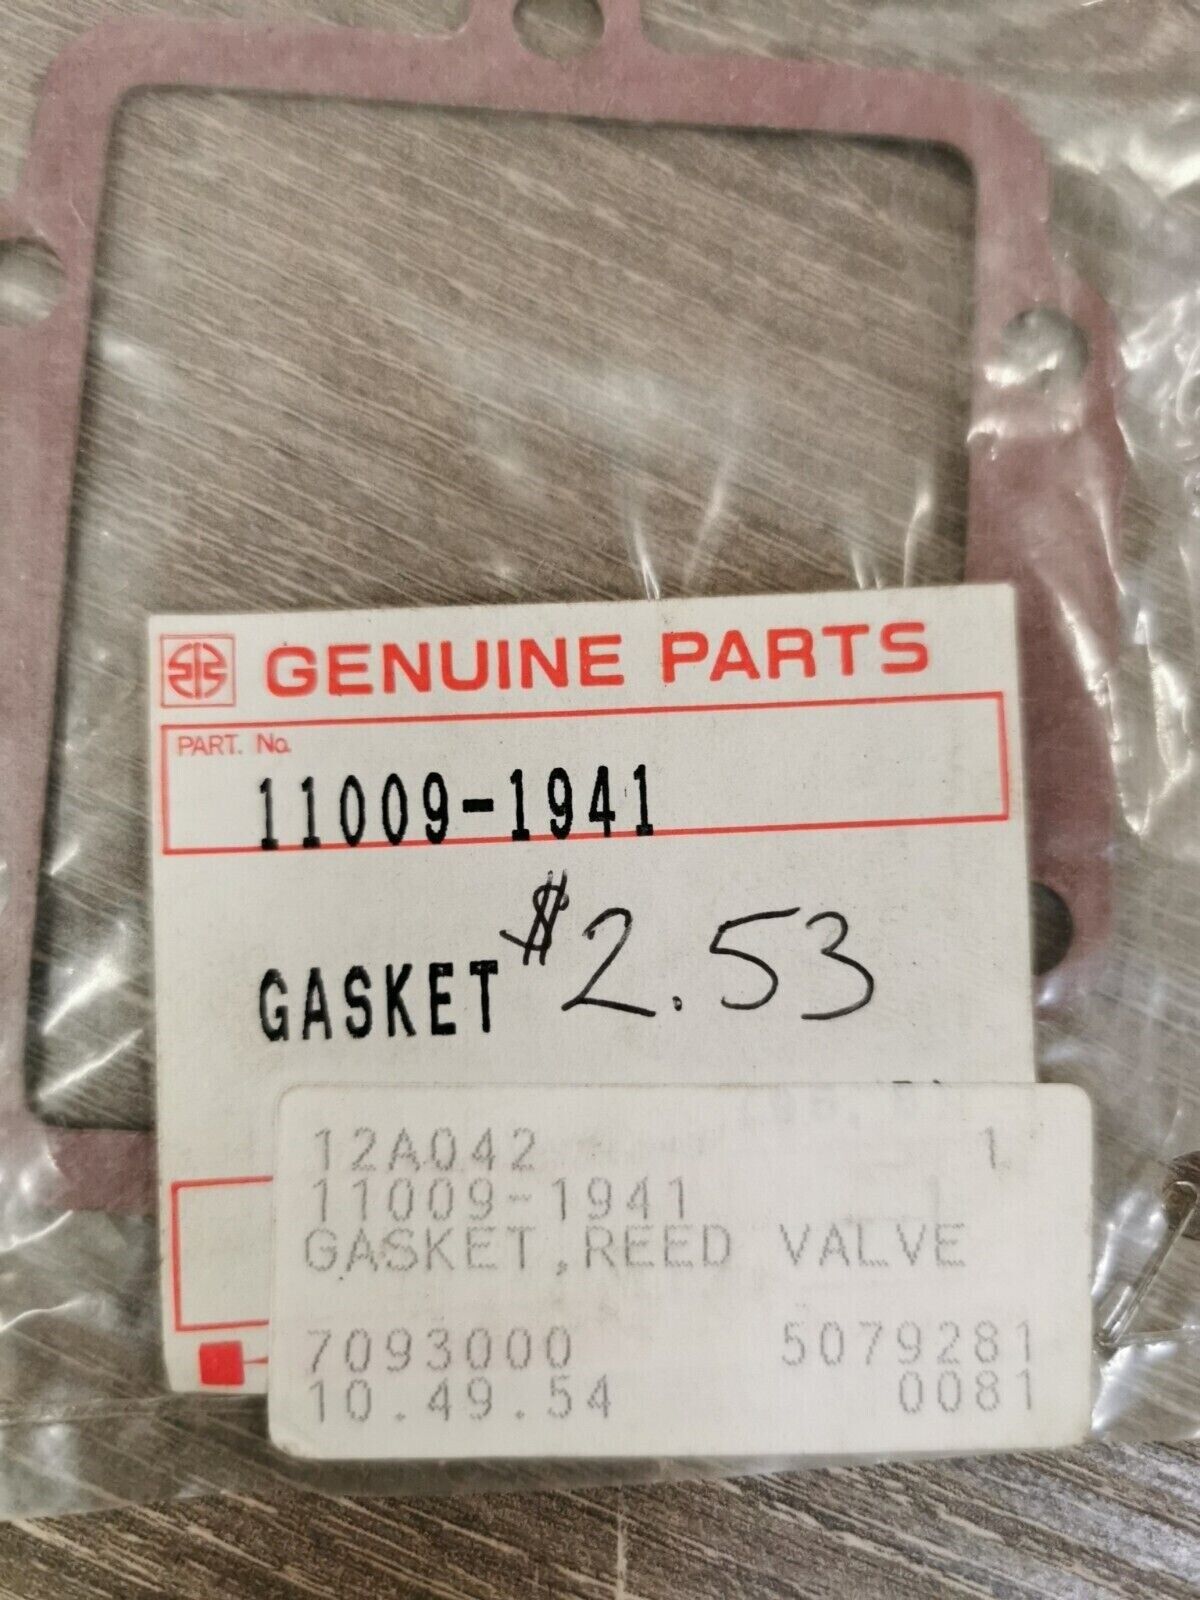 GENUINE PARTS
PART. No.
11009-1941
GASKET $2.53
12A042 1
11009-1941 1
GASKET,REED VALVE
7093000 5079281
10.49.54 0081